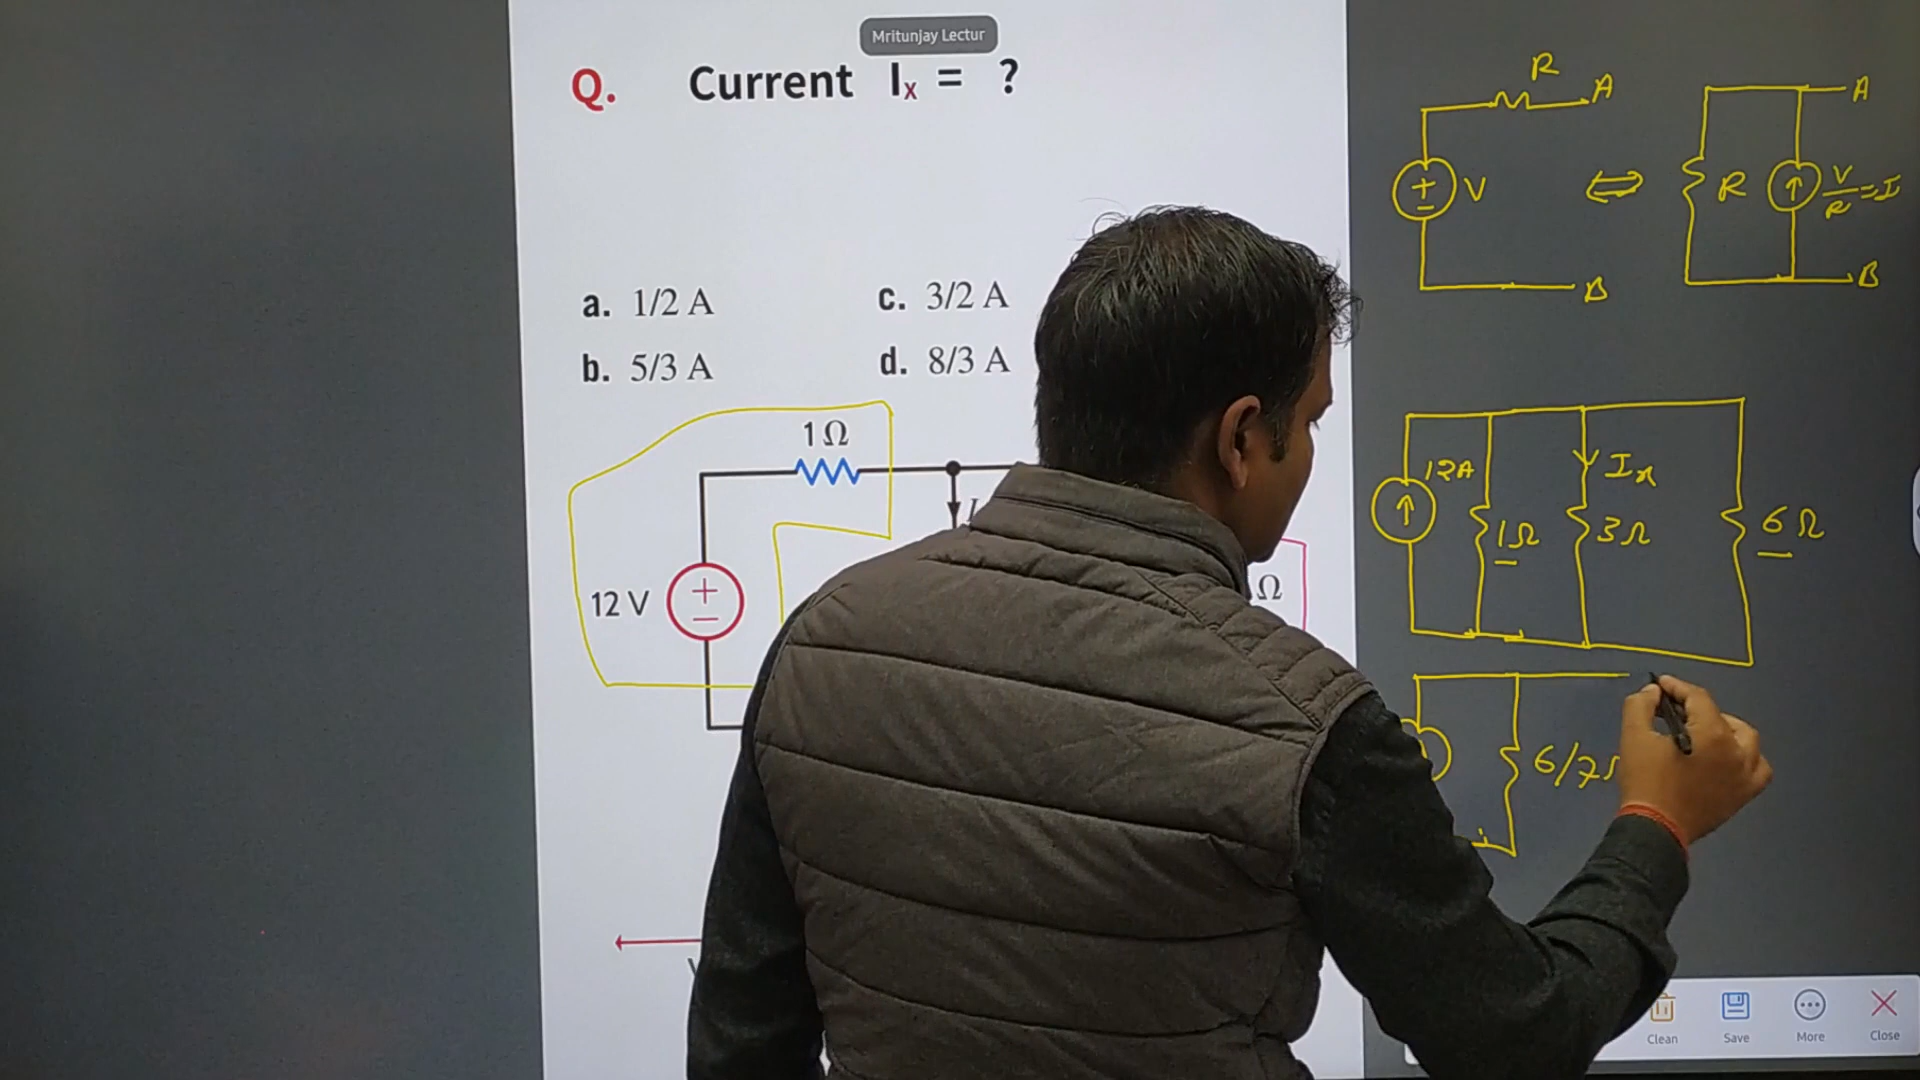 Mritunjay Lectur
Q. Current Ix = ?
a. 1/2 A
c. 3/2 A
b. 5/3 A
d. 8/3 A
1 Ω
12 V
Ω
R
A
V
B
A
R
V/R = I
B
12A
1Ω
Ix
3Ω
6Ω
6/7
Clean
Save
More
Close